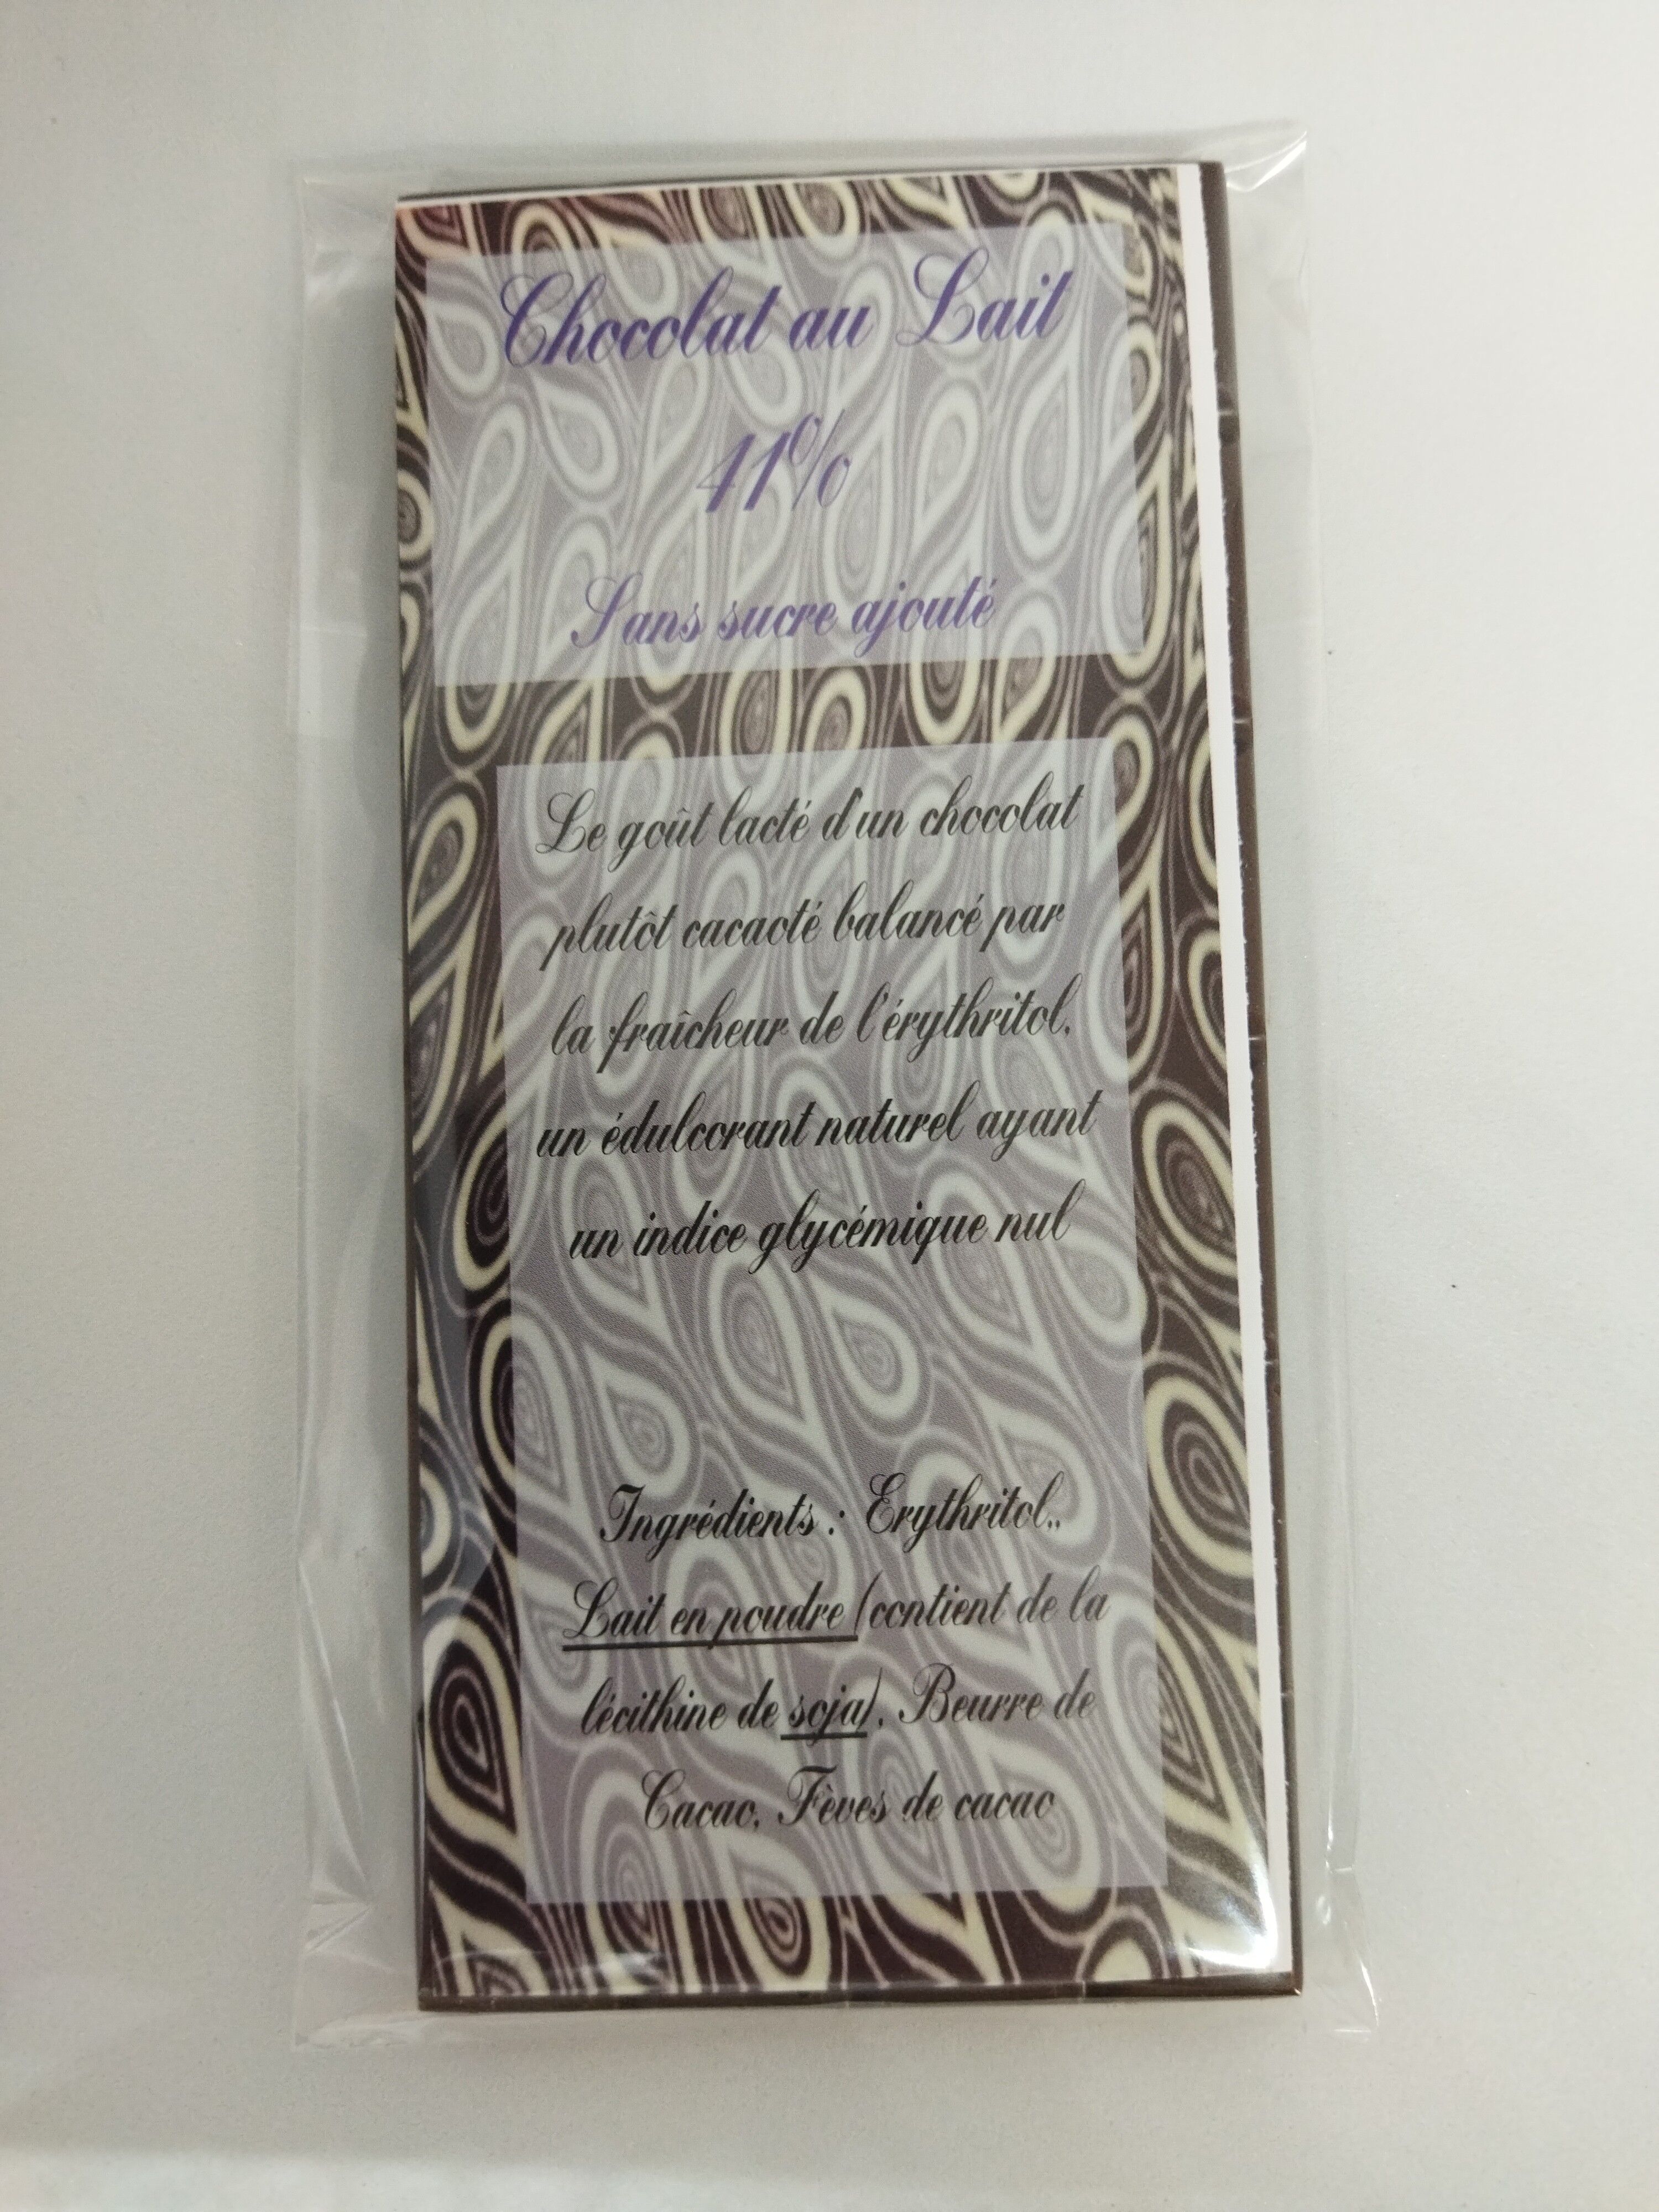 Chocolat au Lait
41%
Sans sucre ajouté
Le goût lacté d'un chocolat
plutôt cacaoté balancé par
la fraîcheur de l'érythritol,
un édulcorant naturel ayant
un indice glycémique nul
Ingrédients : Erythritol,,
Lait en poudre (contient de la
lécithine de soja), Beurre de
Cacao, Fèves de cacao